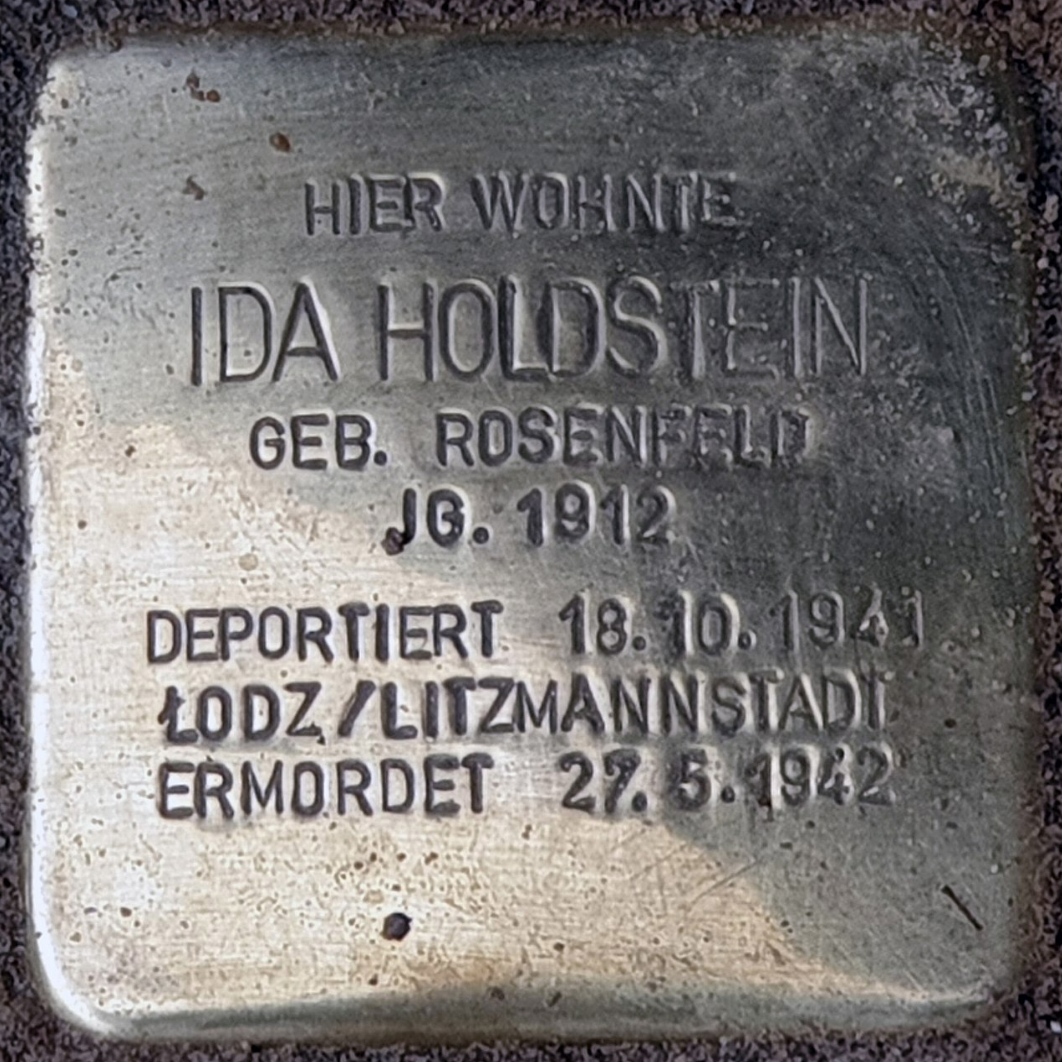 HIER WOHNTE
IDA HOLDSTEIN
GEB. ROSENFELD
JG. 1912
DEPORTIERT 18.10.1941
ŁODZ/LITZMANNSTADT
ERMORDET 27.5.1942